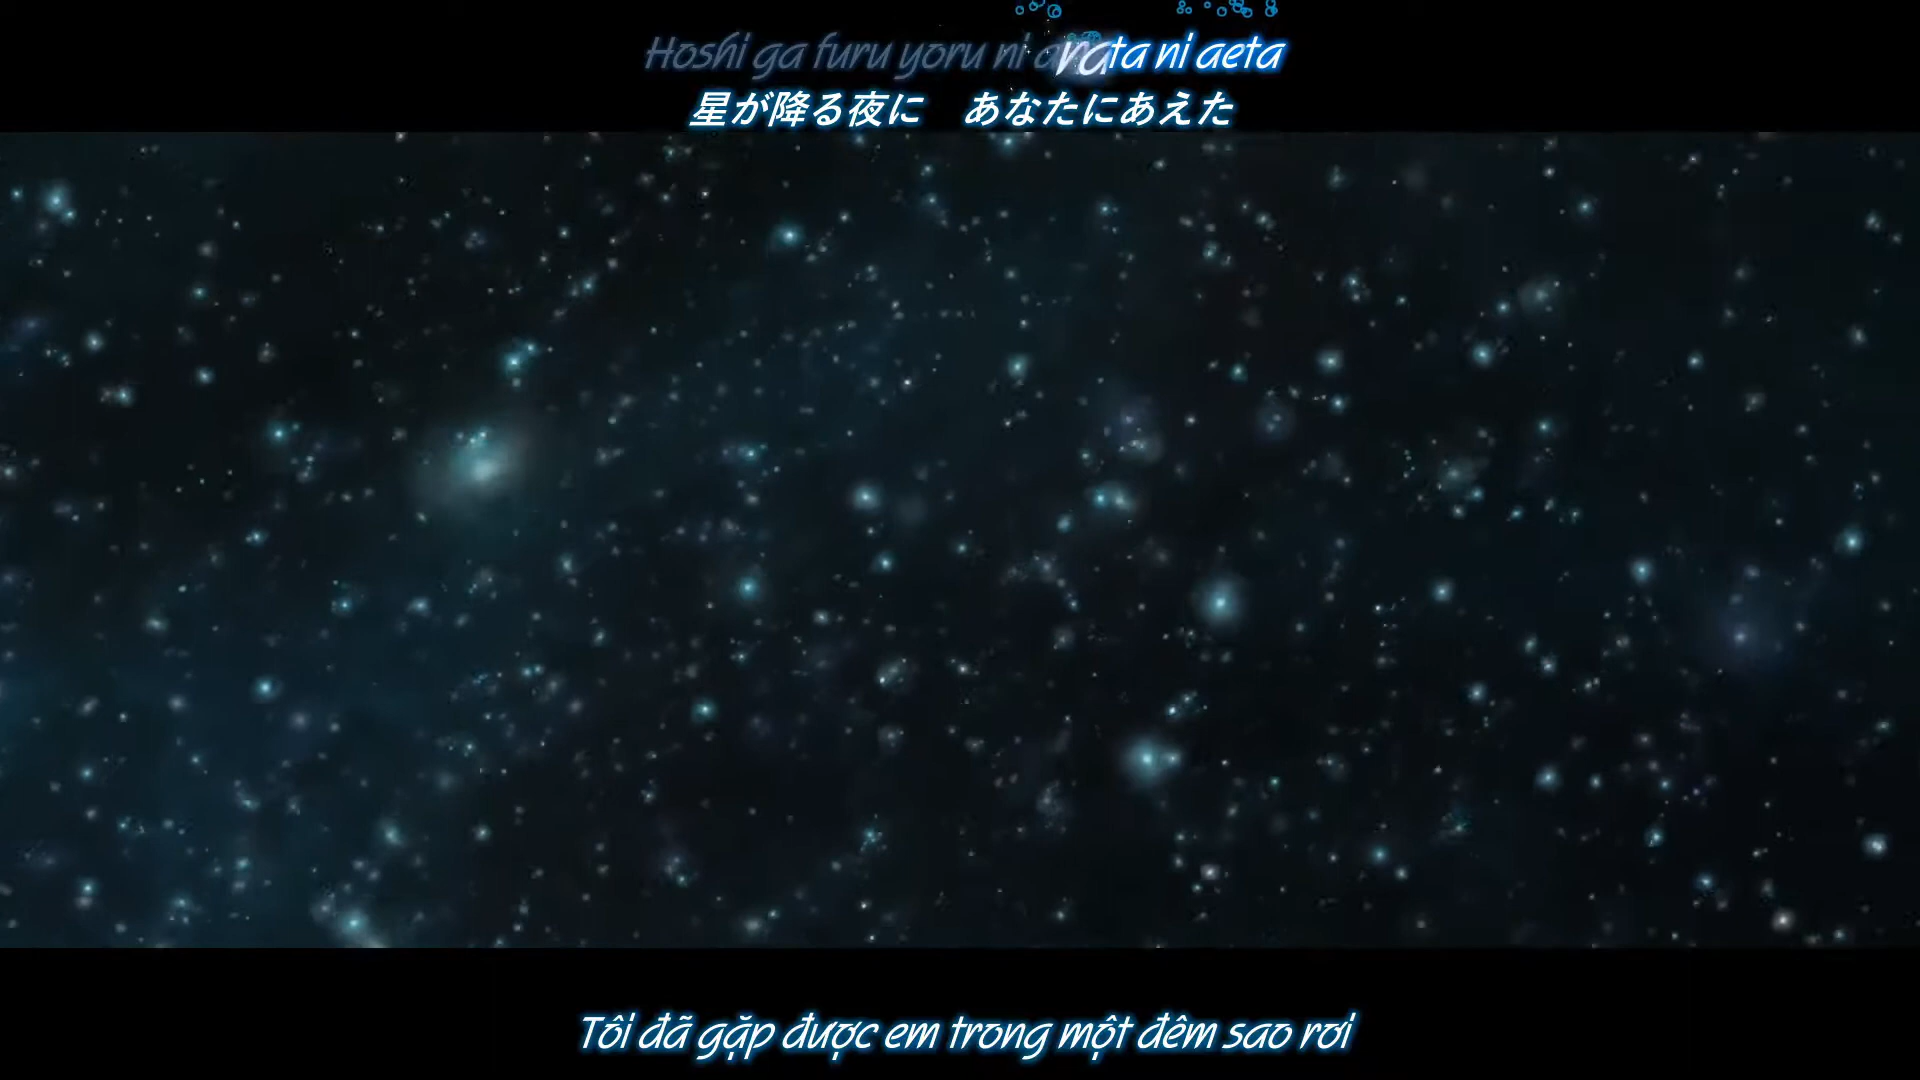 Hoshi ga furu yoru ni anata ni aeta
星が降る夜に　あなたにあえた
Tôi đã gặp được em trong một đêm sao rơi